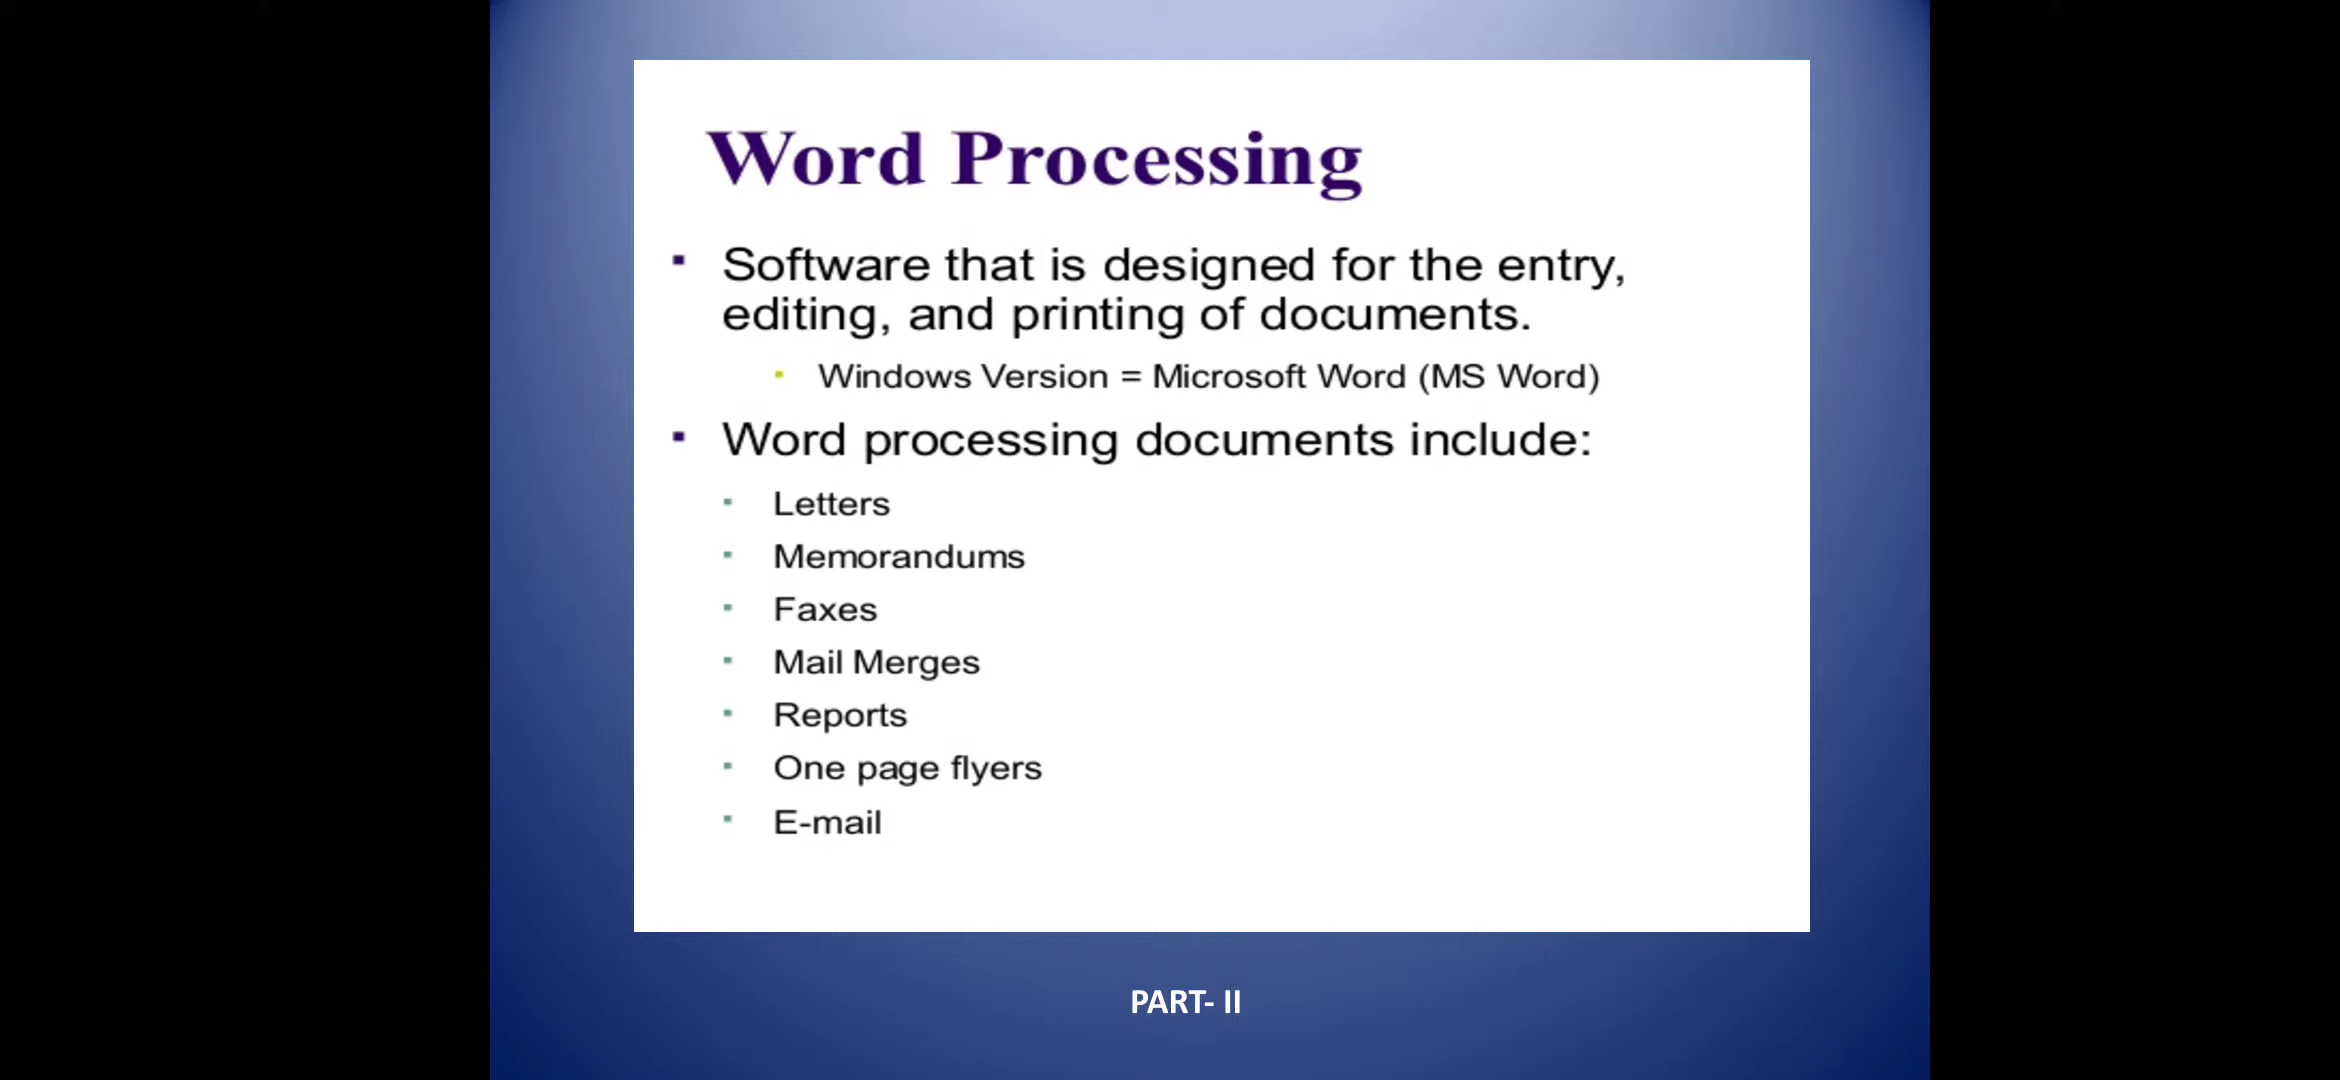 Word Processing
Software that is designed for the entry,
editing, and printing of documents.
Windows Version = Microsoft Word (MS Word)
Word processing documents include:
Letters
Memorandums
Faxes
Mail Merges
Reports
One page flyers
E-mail
PART- II